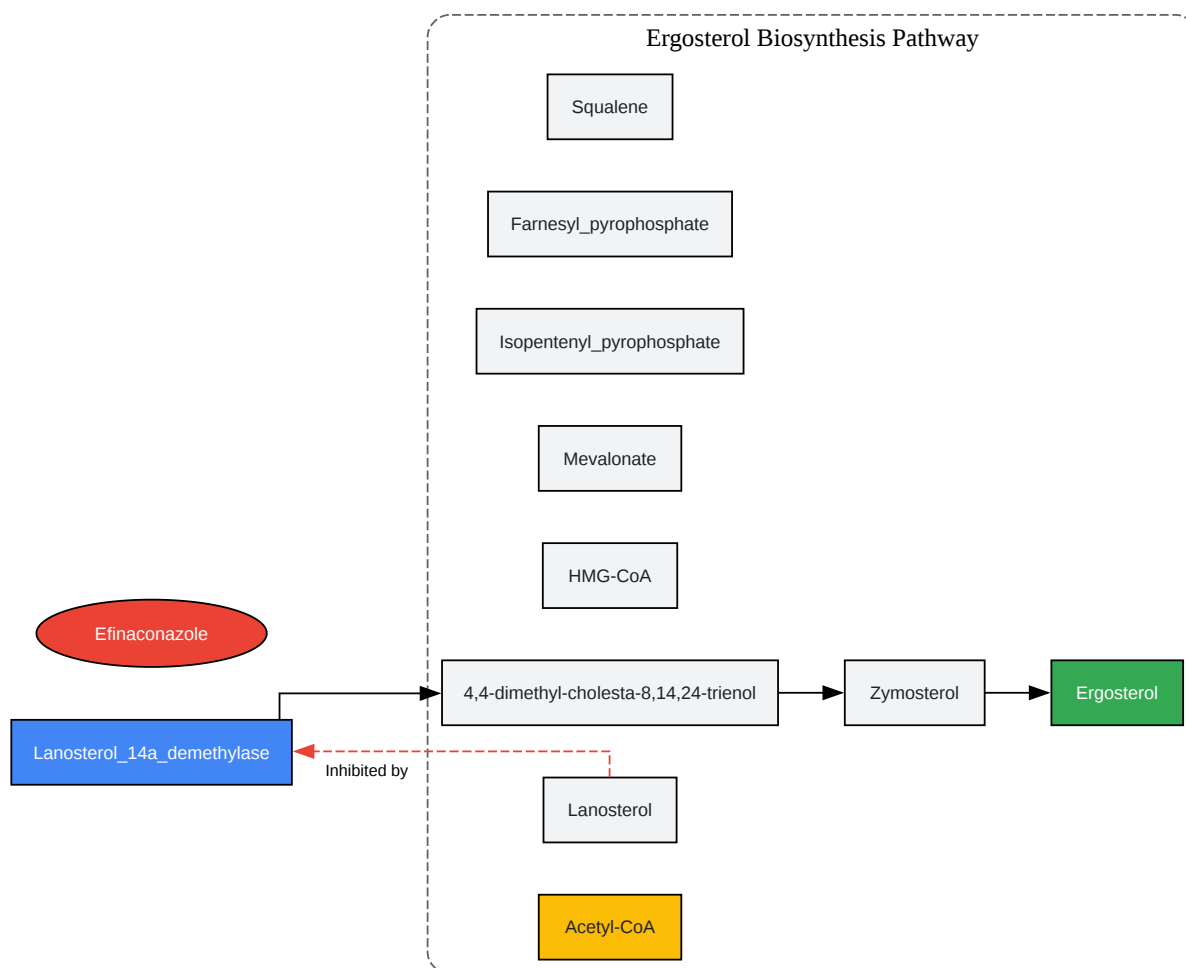 Ergosterol Biosynthesis Pathway
Squalene
Farnesyl_pyrophosphate
Isopentenyl_pyrophosphate
Mevalonate
HMG-CoA
Efinaconazole
4,4-dimethyl-cholesta-8,14,24-trienol
Zymosterol
Ergosterol
Lanosterol_14a_demethylase
Inhibited by
Lanosterol
Acetyl-CoA